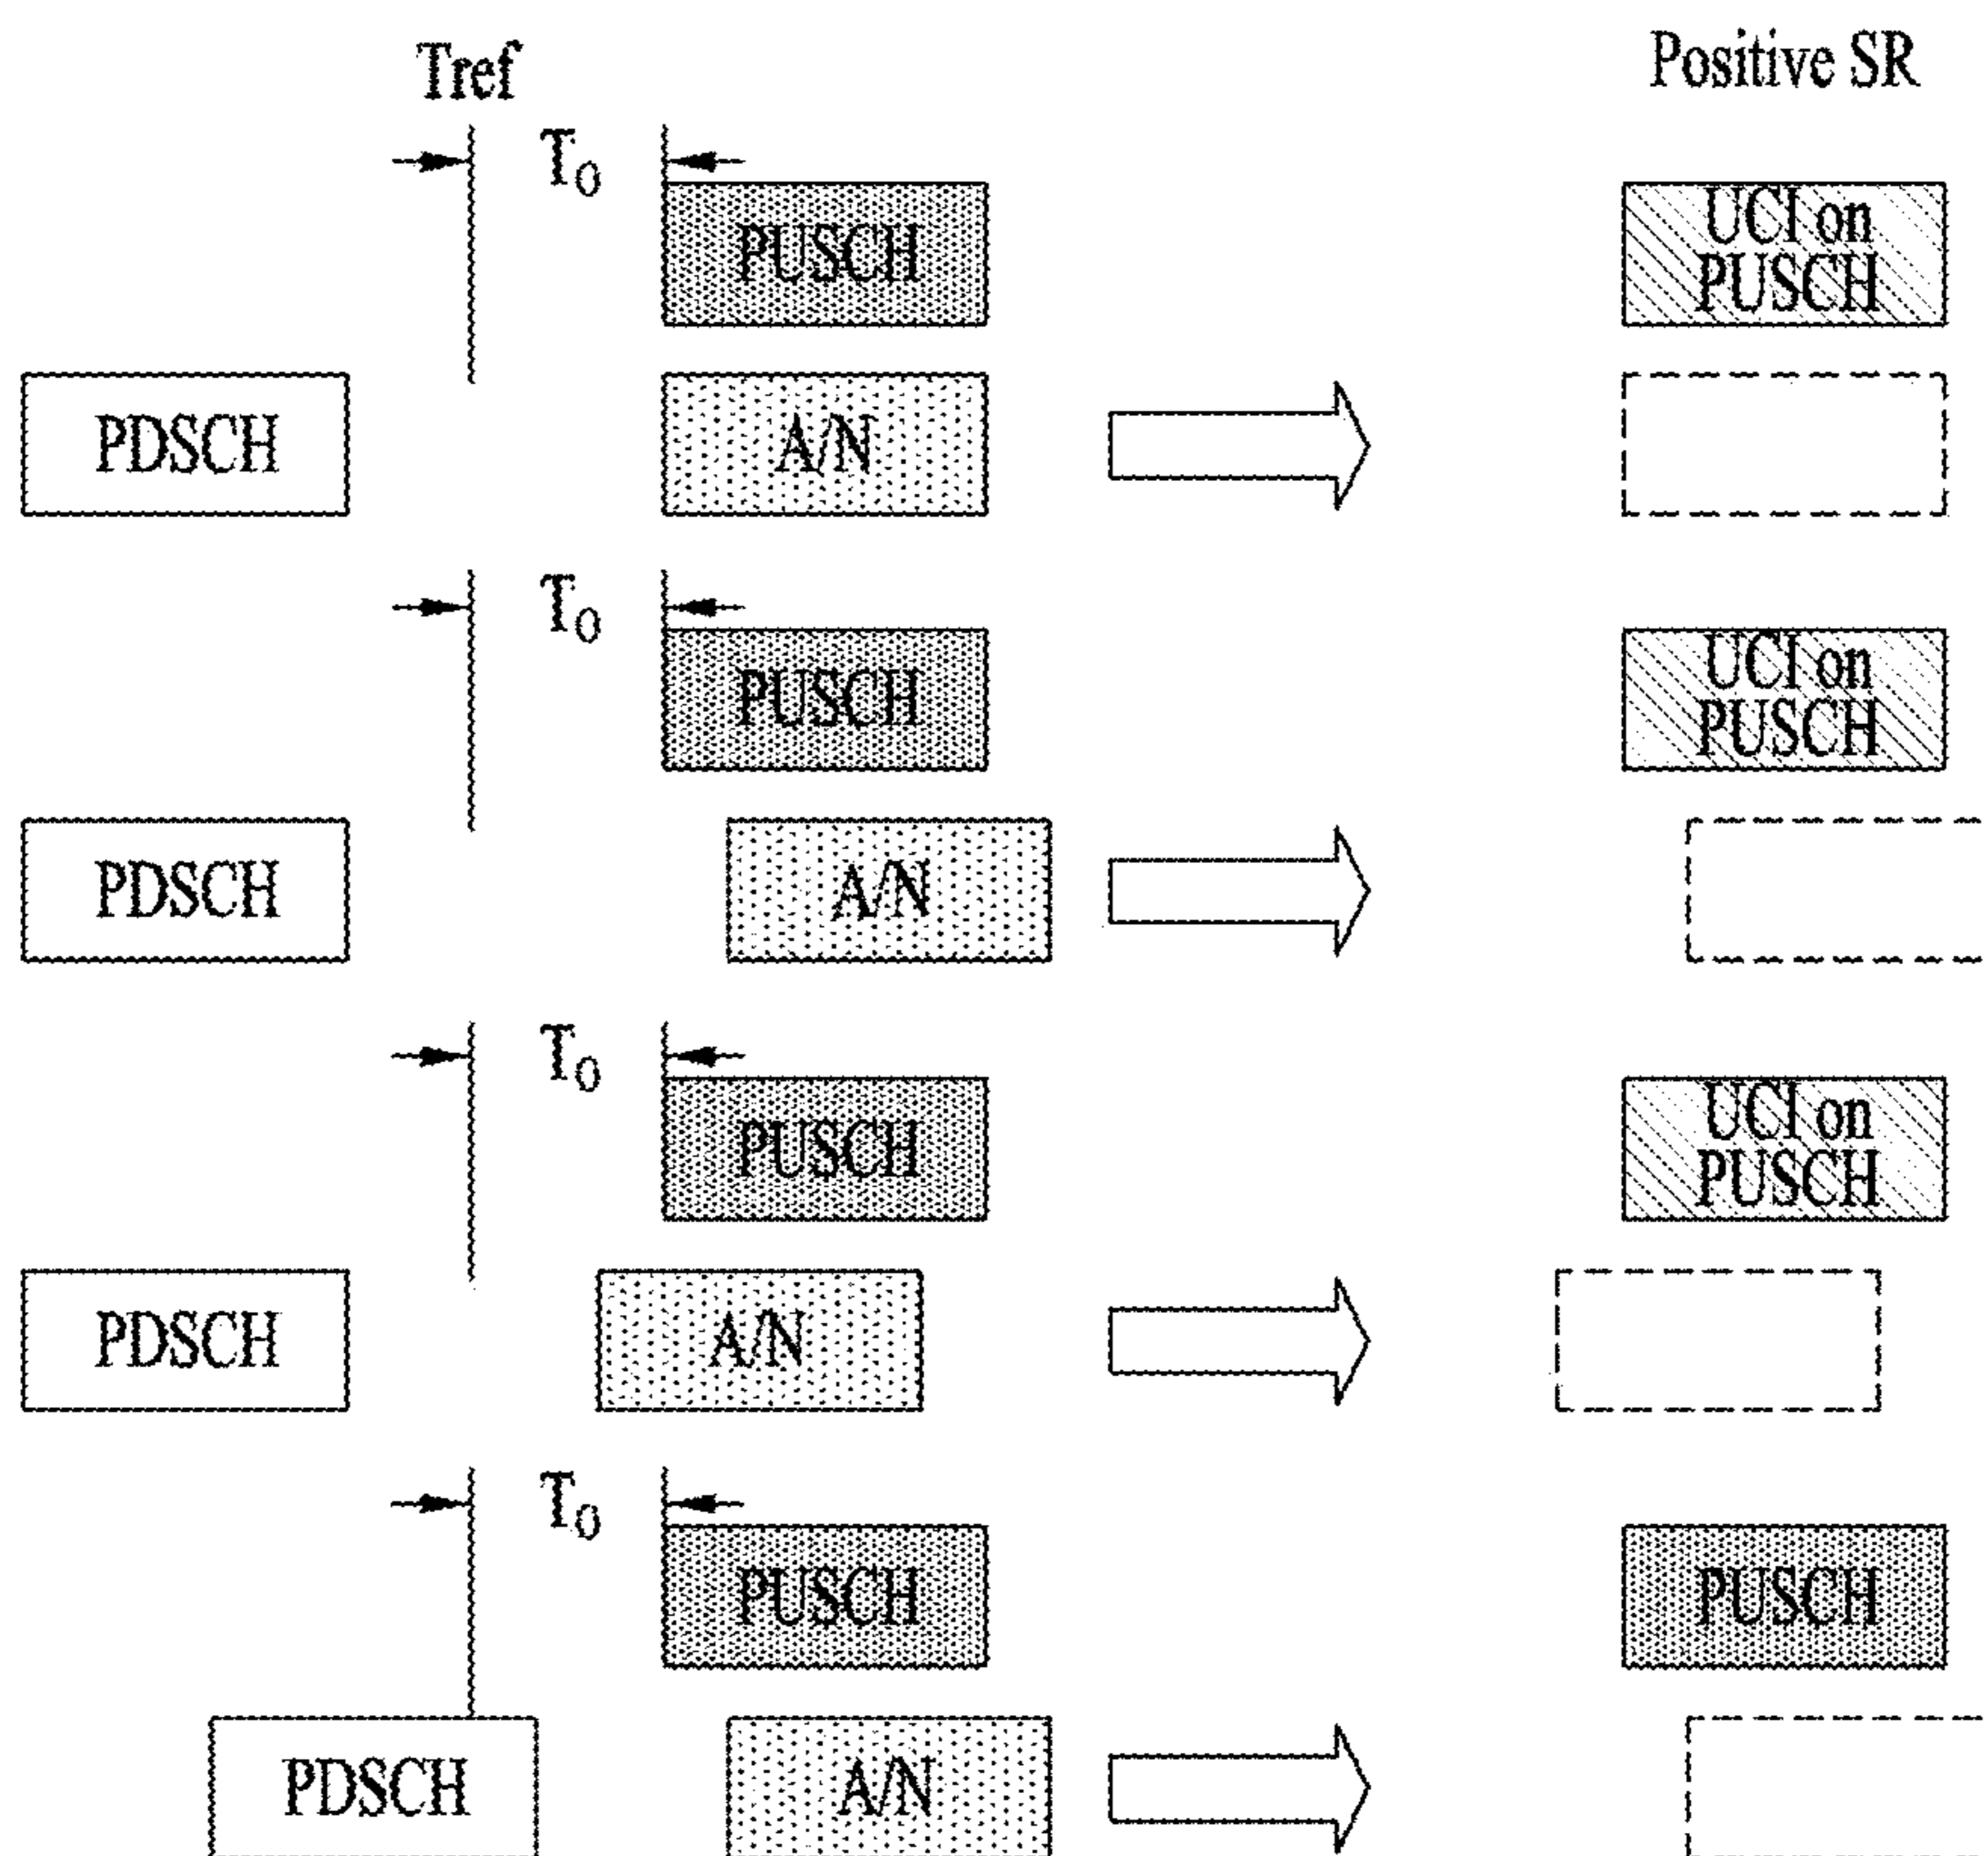 Tref
Positive SR
T0
PUSCH
UCI on
PUSCH
PDSCH
A/N
T0
PUSCH
UCI on
PUSCH
PDSCH
A/N
T0
PUSCH
UCI on
PUSCH
PDSCH
A/N
T0
PUSCH
PUSCH
PDSCH
A/N